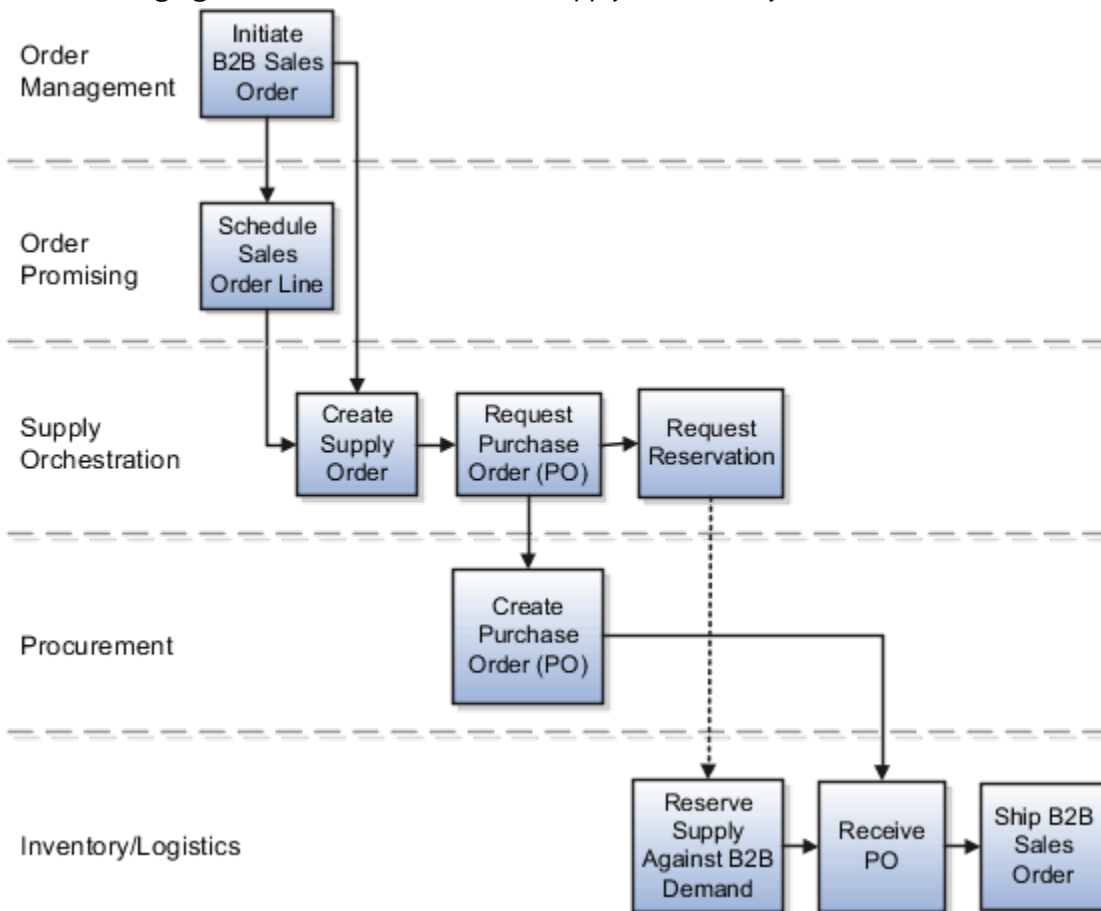 Initiate
B2B Sales
Order
Order
Management
Schedule
Sales
Order Line
Order
Promising
Create
Supply
Order
Request
Purchase
Order (PO)
Request
Reservation
Supply
Orchestration
Create
Purchase
Order (PO)
Procurement
Reserve
Supply
Against B2B
Demand
Receive
PO
Ship B2B
Sales
Order
Inventory/Logistics